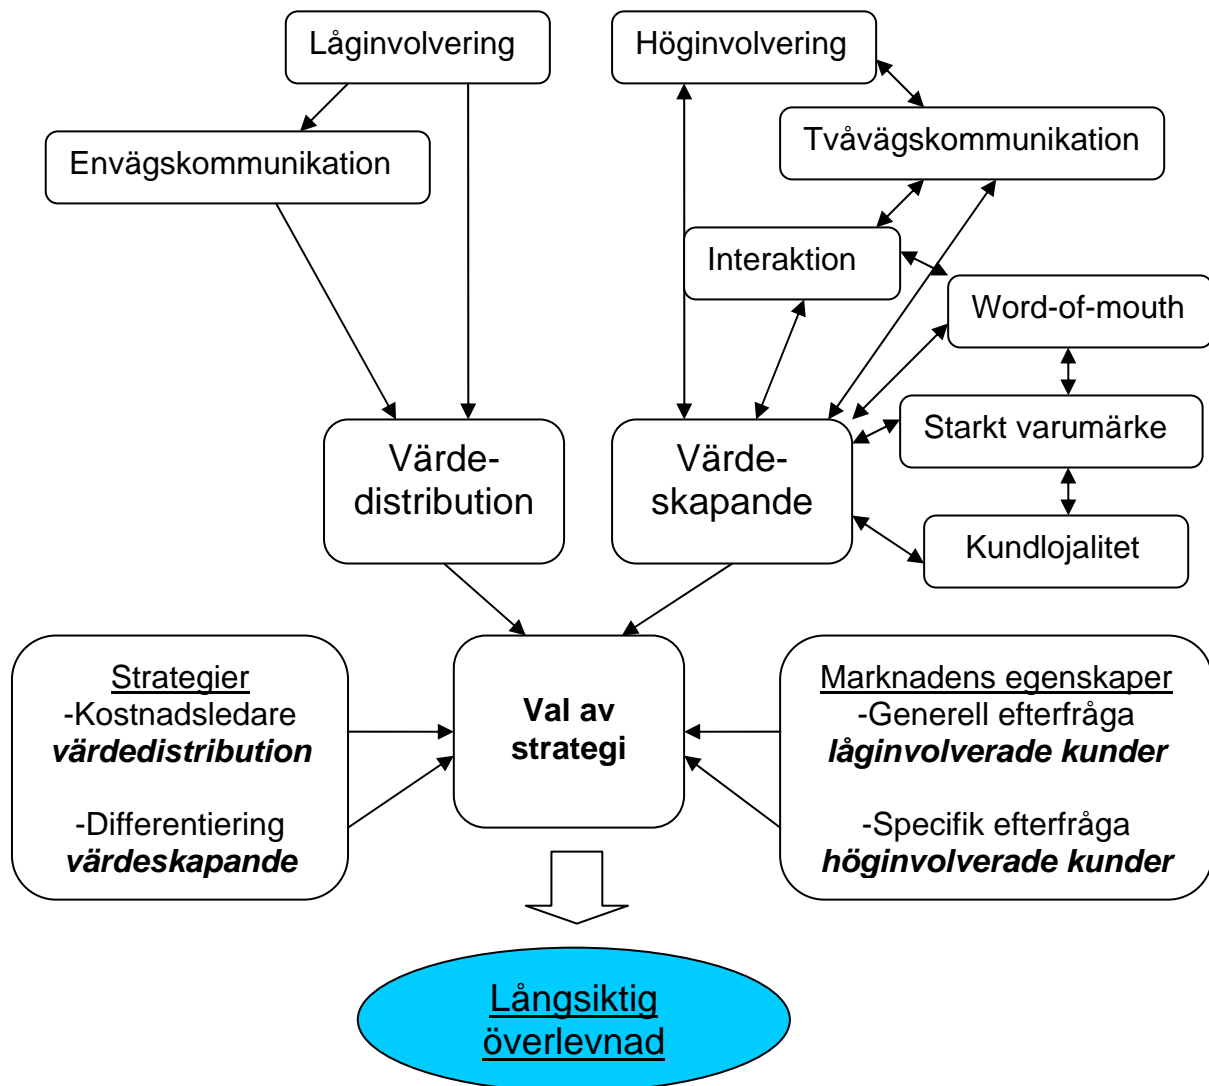 Låginvolvering
Höginvolvering
Envägskommunikation
Tvåvägskommunikation
Interaktion
Word-of-mouth
Starkt varumärke
Kundlojalitet
Värde-
distribution
Värde-
skapande
Strategier
-Kostnadsledare
värdedistribution
-Differentiering
värdeskapande
Val av
strategi
Marknadens egenskaper
-Generell efterfråga
låginvolverade kunder
-Specifik efterfråga
höginvolverade kunder
Långsiktig
överlevnad